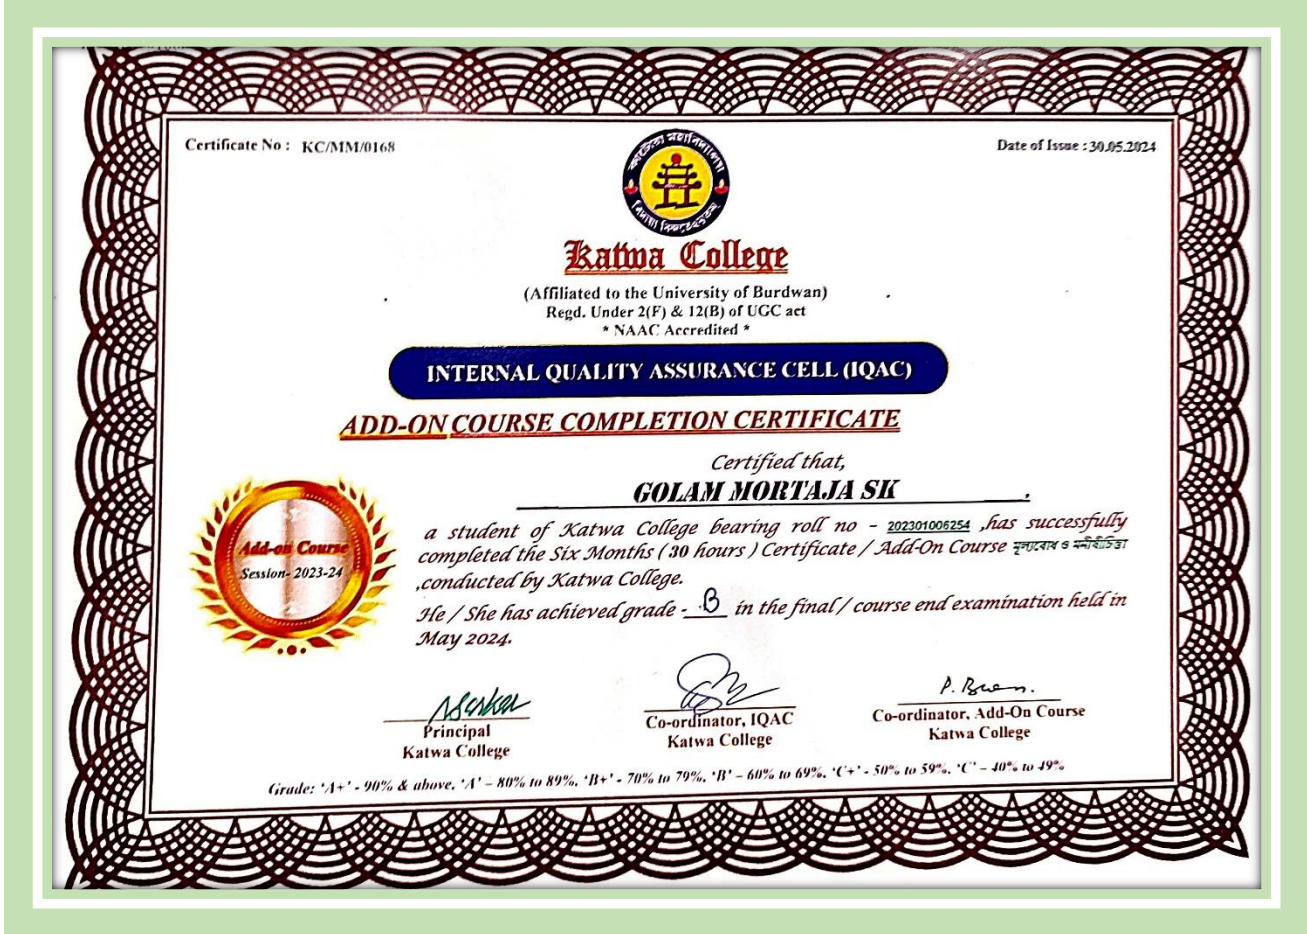 Certificate No : KC/MM/0168
Date of Issue : 30.05.2024
কাটোয়া মহাবিদ্যালয়
Katwa College
(Affiliated to the University of Burdwan)
Regd. Under 2(F) & 12(B) of UGC act
* NAAC Accredited *
INTERNAL QUALITY ASSURANCE CELL (IQAC)
ADD-ON COURSE COMPLETION CERTIFICATE
Certified that,
GOLAM MORTAJA SK ,
a student of Katwa College bearing roll no - 202301006254 ,has successfully
completed the Six Months ( 30 hours ) Certificate / Add-On Course মূল্যবোধ ও মনীষীচিন্তা
,conducted by Katwa College.
He / She has achieved grade - B in the final / course end examination held in
May 2024.
Add-on Course
Session- 2023-24
Principal
Katwa College
Co-ordinator, IQAC
Katwa College
P.
Co-ordinator, Add-On Course
Katwa College
Grade: 'A+' - 90% & above, 'A' – 80% to 89%, 'B+' - 70% to 79%, 'B' – 60% to 69%, 'C+' - 50% to 59%, 'C' – 40% to 49%